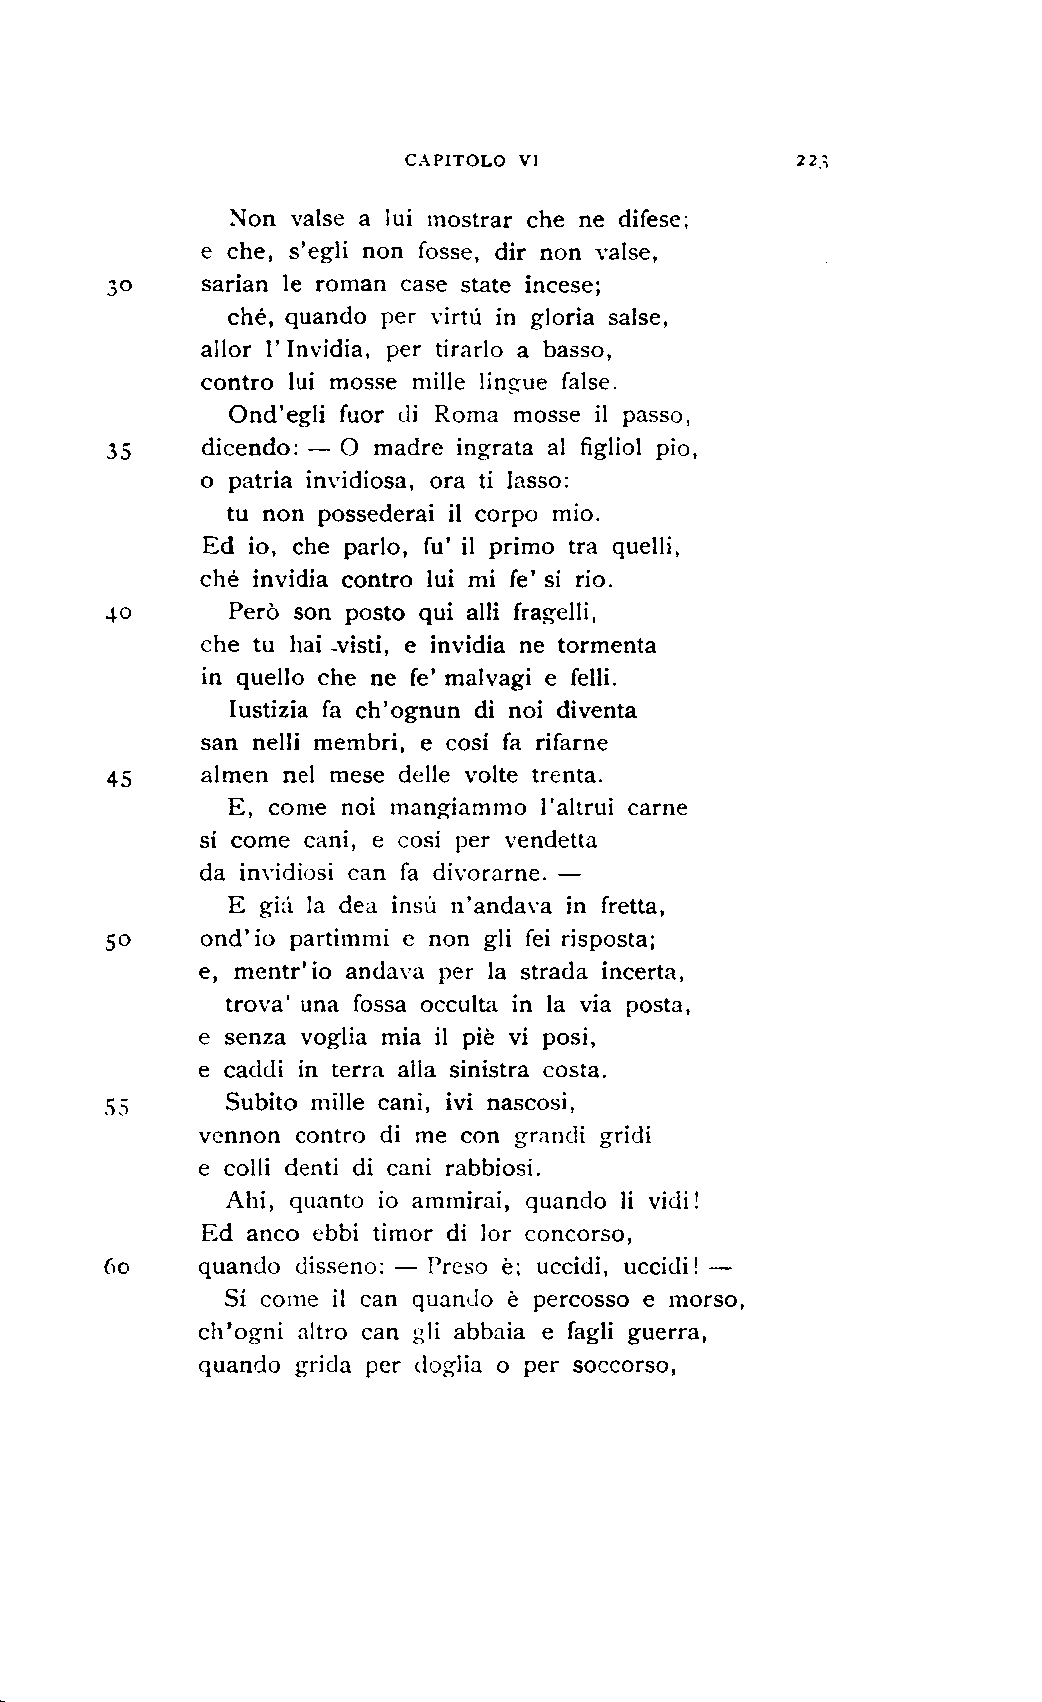 CAPITOLO VI 223
Non valse a lui mostrar che ne difese;
e che, s'egli non fosse, dir non valse,
30 sarian le roman case state incese;
ché, quando per virtú in gloria salse,
allor l'Invidia, per tirarlo a basso,
contro lui mosse mille lingue false.
Ond'egli fuor di Roma mosse il passo,
35 dicendo: — O madre ingrata al figliol pio,
o patria invidiosa, ora ti lasso:
tu non possederai il corpo mio.
Ed io, che parlo, fu' il primo tra quelli,
ché invidia contro lui mi fe' sí rio.
40 Però son posto qui alli fragelli,
che tu hai visti, e invidia ne tormenta
in quello che ne fe' malvagi e felli.
Iustizia fa ch'ognun di noi diventa
san nelli membri, e cosí fa rifarne
45 almen nel mese delle volte trenta.
E, come noi mangiammo l'altrui carne
sí come cani, e cosí per vendetta
da invidiosi can fa divorarne. —
E giá la dea insú n'andava in fretta,
50 ond'io partimmi e non gli fei risposta;
e, mentr'io andava per la strada incerta,
trova' una fossa occulta in la via posta,
e senza voglia mia il piè vi posi,
e caddi in terra alla sinistra costa.
55 Subito mille cani, ivi nascosi,
vennon contro di me con grandi gridi
e colli denti di cani rabbiosi.
Ahi, quanto io ammirai, quando li vidi!
Ed anco ebbi timor di lor concorso,
60 quando disseno: — Preso è; uccidi, uccidi! —
Sí come il can quando è percosso e morso,
ch'ogni altro can gli abbaia e fagli guerra,
quando grida per doglia o per soccorso,